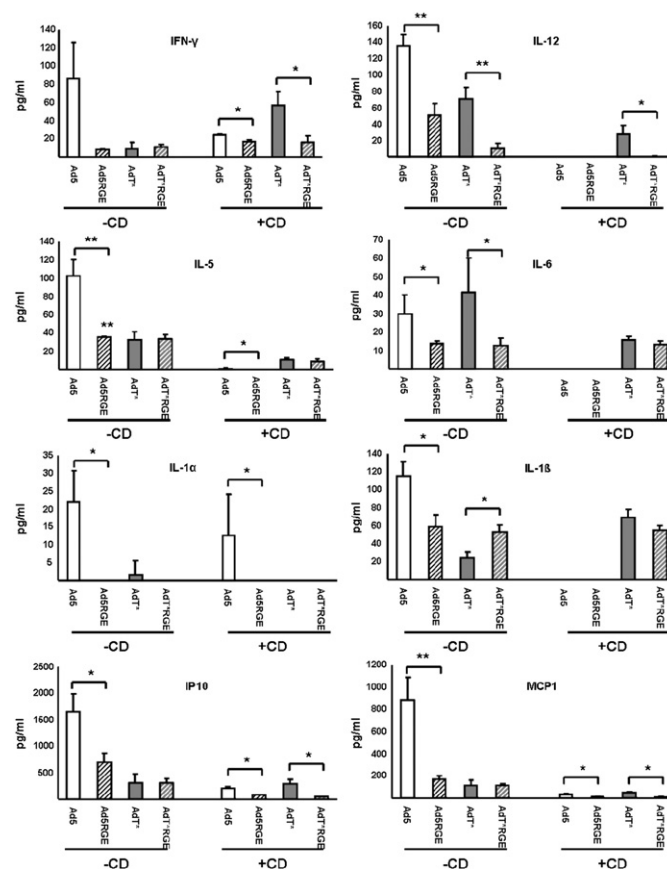 IFN-γ
pg/ml
140
120
100
80
60
40
20
*
*
Ad5
Ad5RGE
AdT*
AdT*RGE
Ad5
Ad5RGE
AdT*
AdT*RGE
-CD
+CD
IL-12
pg/ml
160
140
120
100
80
60
40
20
**
**
*
Ad5
Ad5RGE
AdT*
AdT*RGE
Ad5
Ad5RGE
AdT*
AdT*RGE
-CD
+CD
IL-5
pg/ml
120
100
80
60
40
20
**
**
*
Ad5
Ad5RGE
AdT*
AdT*RGE
Ad5
Ad5RGE
AdT*
AdT*RGE
-CD
+CD
IL-6
pg/ml
70
60
50
40
30
20
10
*
*
Ad5
Ad5RGE
AdT*
AdT*RGE
Ad5
Ad5RGE
AdT*
AdT*RGE
-CD
+CD
IL-1α
pg/ml
35
30
25
20
15
10
5
*
*
Ad5
Ad5RGE
AdT*
AdT*RGE
Ad5
Ad5RGE
AdT*
AdT*RGE
-CD
+CD
IL-1ß
pg/ml
140
120
100
80
60
40
20
*
*
Ad5
Ad5RGE
AdT*
AdT*RGE
Ad5
Ad5RGE
AdT*
AdT*RGE
-CD
+CD
IP10
pg/ml
2500
2000
1500
1000
500
*
*
*
Ad5
Ad5RGE
AdT*
AdT*RGE
Ad5
Ad5RGE
AdT*
AdT*RGE
-CD
+CD
MCP1
pg/ml
1200
1000
800
600
400
200
**
*
*
Ad5
Ad5RGE
AdT*
AdT*RGE
Ad5
Ad5RGE
AdT*
AdT*RGE
-CD
+CD